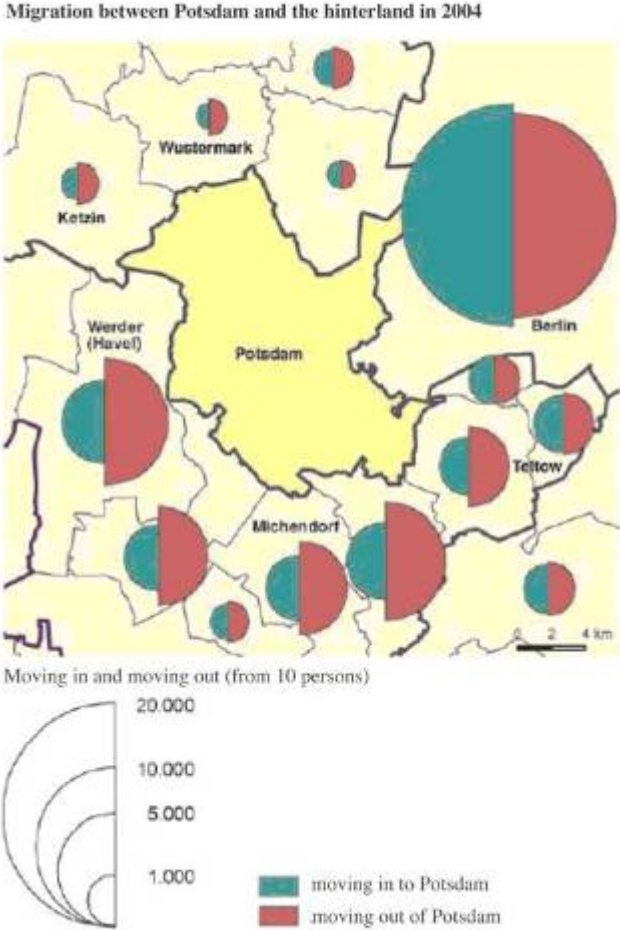 Migration between Potsdam and the hinterland in 2004
Wustermark
Ketzin
Berlin
Werder
(Havel)
Potsdam
Teltow
Michendorf
0 2 4 km
Moving in and moving out (from 10 persons)
20.000
10.000
5.000
1.000
moving in to Potsdam
moving out of Potsdam